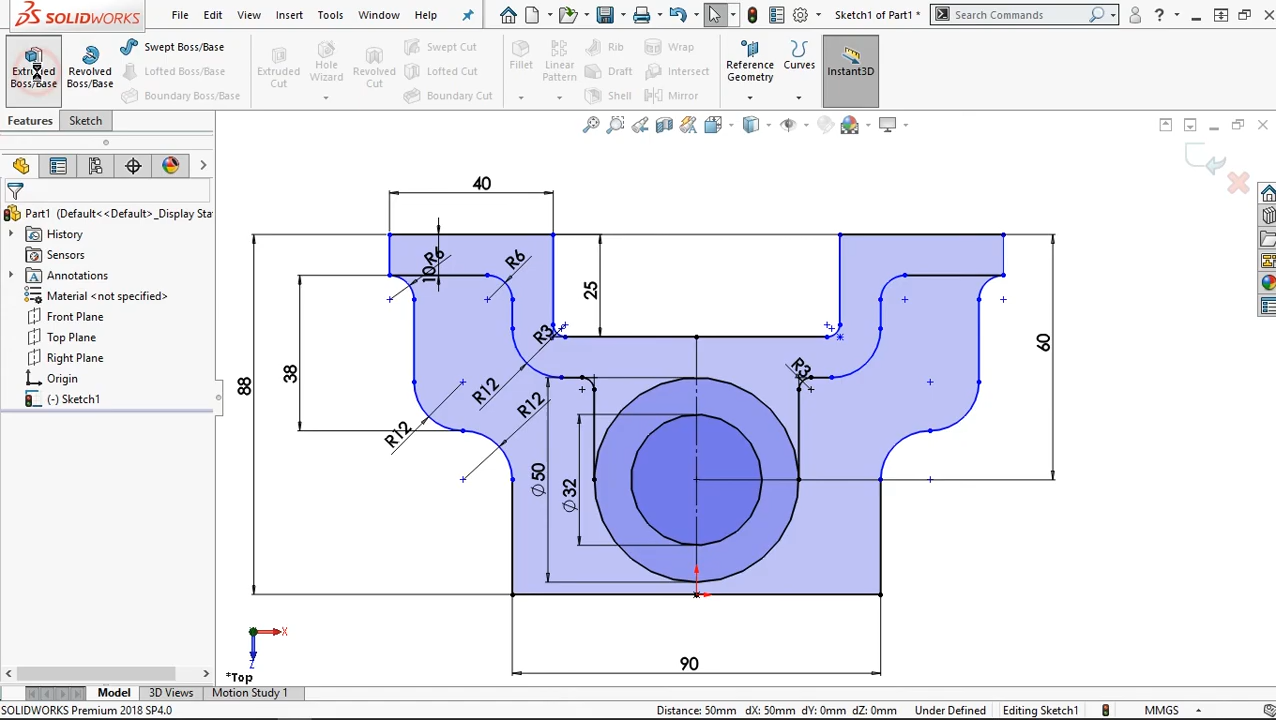 SOLIDWORKS
File Edit View Insert Tools Window Help
Sketch1 of Part1 *
Search Commands
Extruded Boss/Base
Revolved Boss/Base
Swept Boss/Base
Lofted Boss/Base
Boundary Boss/Base
Extruded Cut
Hole Wizard
Revolved Cut
Swept Cut
Lofted Cut
Boundary Cut
Fillet
Linear Pattern
Rib
Draft
Shell
Wrap
Intersect
Mirror
Reference Geometry
Curves
Instant3D
Features Sketch
Part1 (Default<<Default>_Display Sta
History
Sensors
Annotations
Material <not specified>
Front Plane
Top Plane
Right Plane
Origin
(-) Sketch1
40
R6
10
R6
25
R3
38
88
R12
R12
R12
R3
60
Ø50
Ø32
90
X
Z
*Top
Model 3D Views Motion Study 1
SOLIDWORKS Premium 2018 SP4.0
Distance: 50mm dX: 50mm dY: 0mm dZ: 0mm Under Defined Editing Sketch1 MMGS